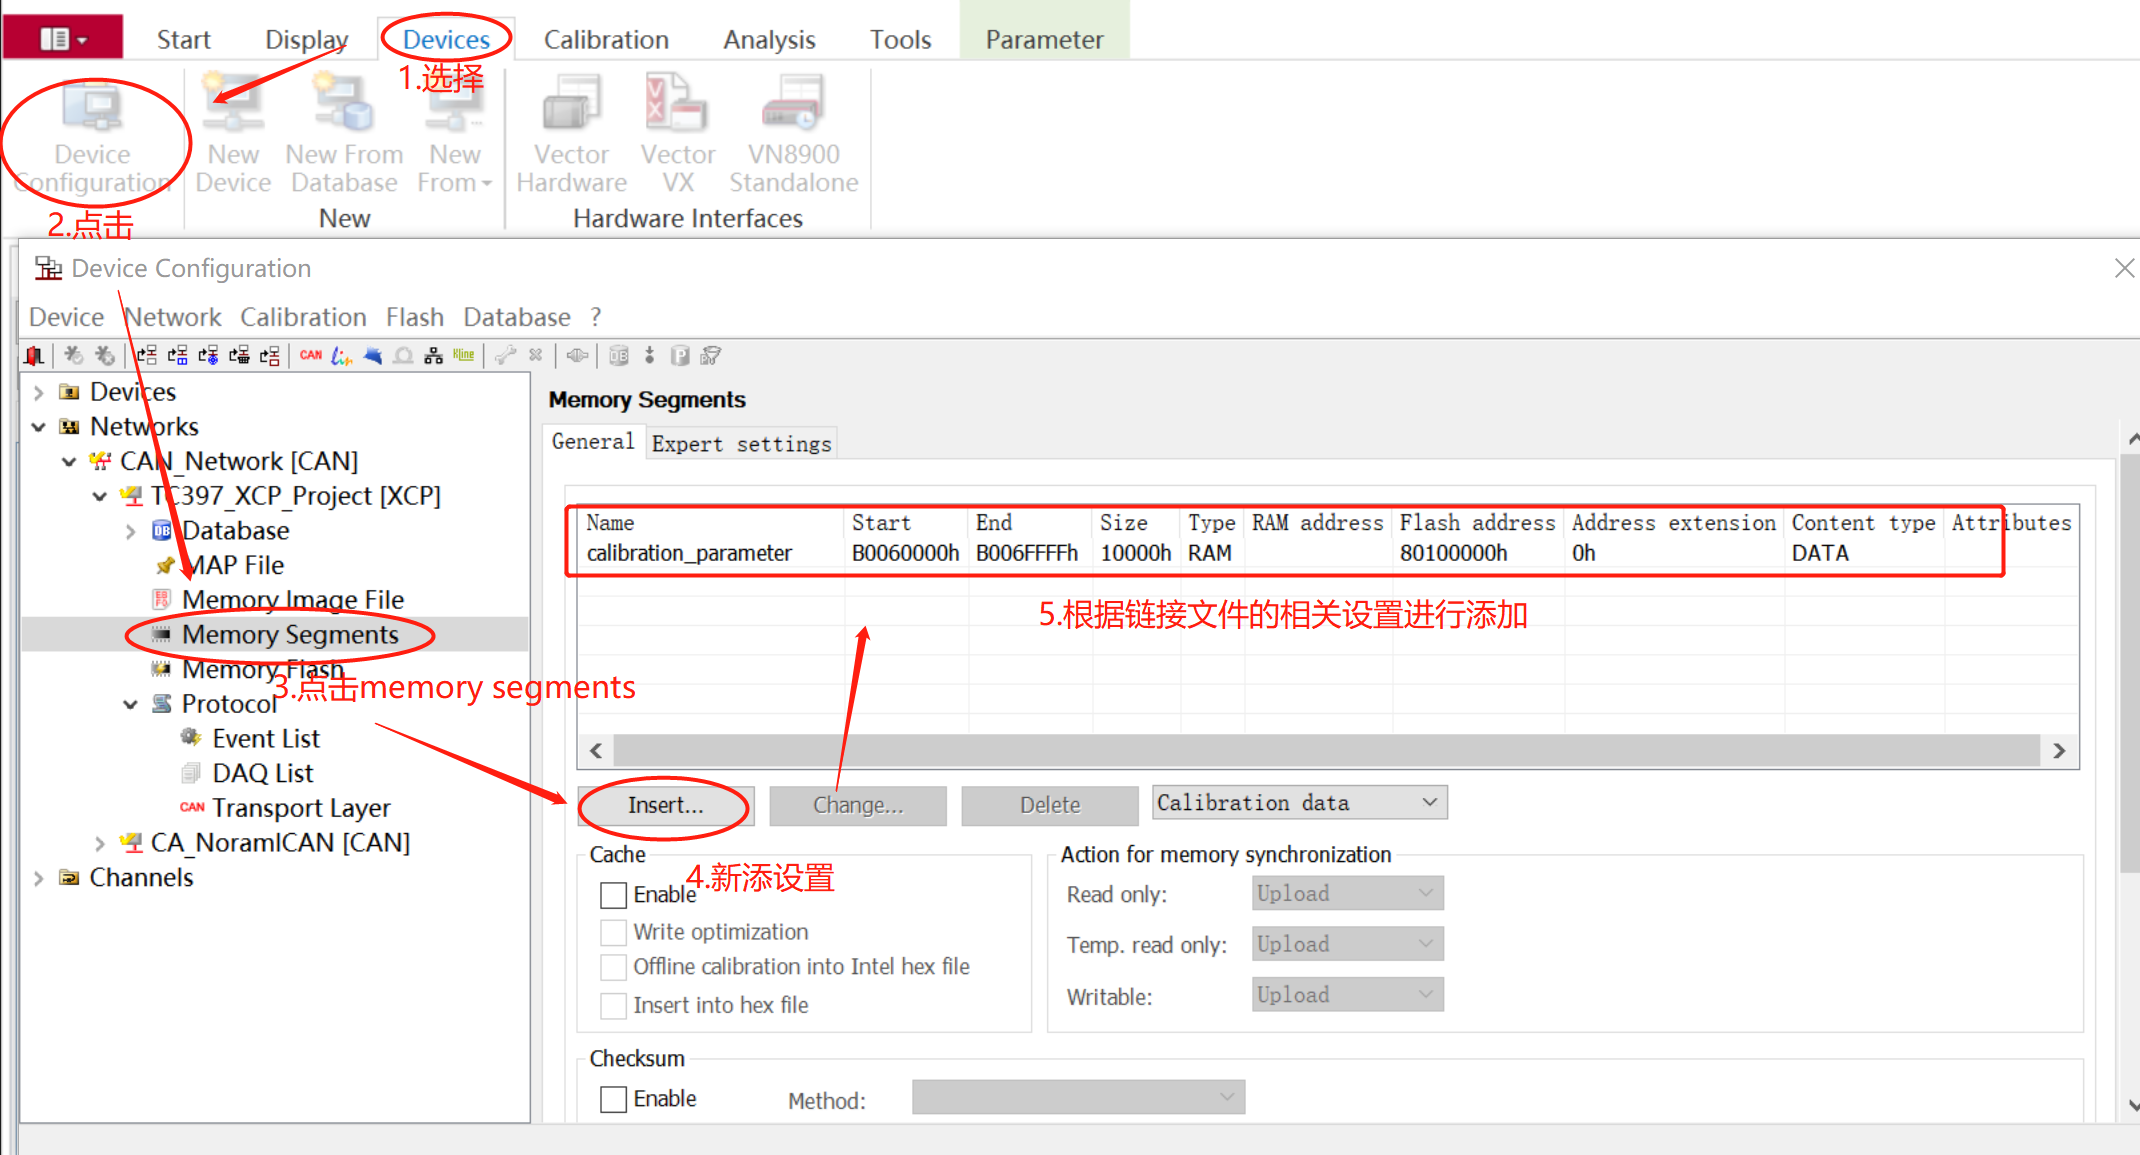 Start Display Devices Calibration Analysis Tools Parameter
1.选择
Device Configuration
New Device
New From Database
New From
Vector Hardware
Vector VX
VN8900 Standalone
New
Hardware Interfaces
2.点击
Device Configuration
Device Network Calibration Flash Database ?
CAN Lin Kline DB P
Devices
Networks
CAN_Network [CAN]
TC397_XCP_Project [XCP]
DB Database
MAP File
Memory Image File
Memory Segments
Memory Flash
3.点击memory segments
Protocol
Event List
DAQ List
CAN Transport Layer
CA_NoramlCAN [CAN]
Channels
Memory Segments
General Expert settings
Name Start End Size Type RAM address Flash address Address extension Content type Attributes
calibration_parameter B0060000h B006FFFFh 10000h RAM 80100000h 0h DATA
5.根据链接文件的相关设置进行添加
Insert... Change... Delete Calibration data
4.新添设置
Cache
Enable
Write optimization
Offline calibration into Intel hex file
Insert into hex file
Action for memory synchronization
Read only: Upload
Temp. read only: Upload
Writable: Upload
Checksum
Enable Method: